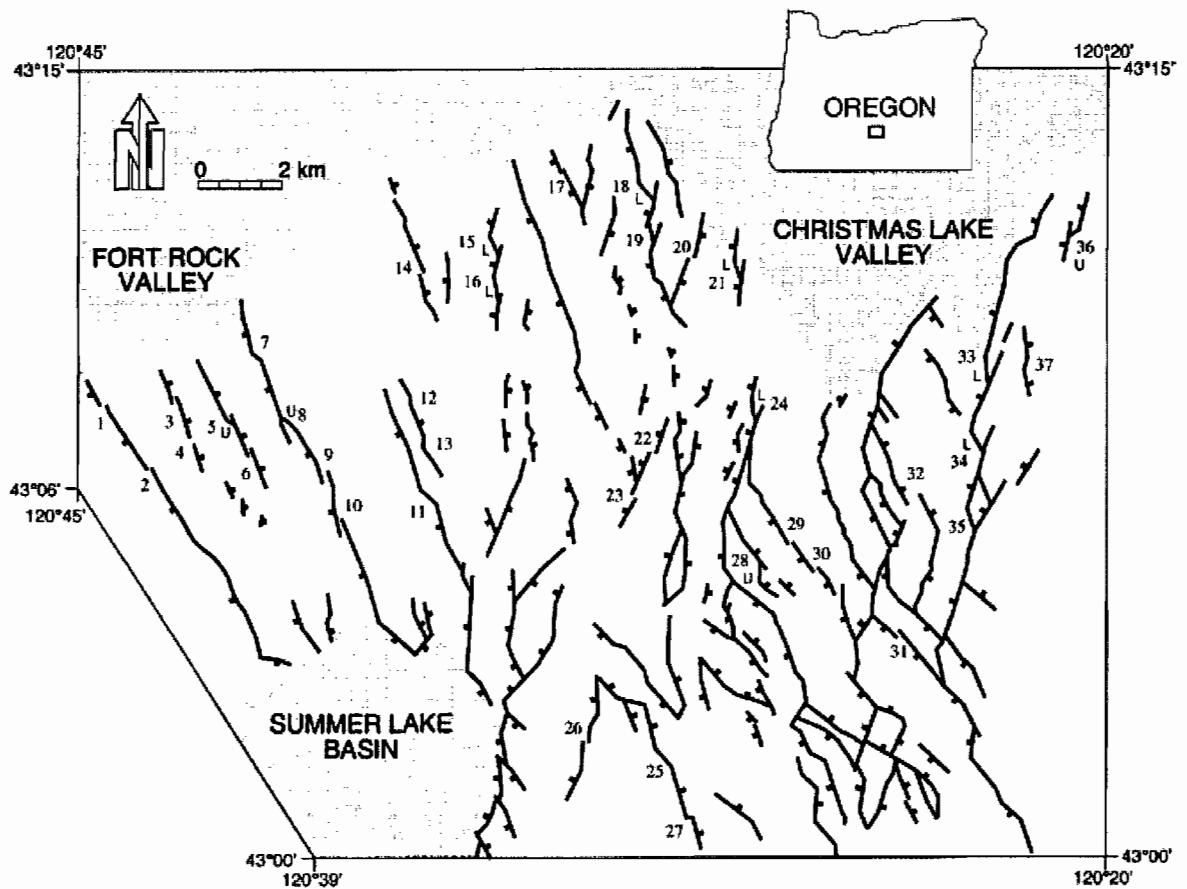 120°45'
43°15'
120°20'
43°15'
OREGON
N
0 2 km
FORT ROCK
VALLEY
CHRISTMAS LAKE
VALLEY
SUMMER LAKE
BASIN
17
18
L
19
20
15
L
16
L
14
L
21
36
U
7
33
L
37
12
1
3
5
U
U
8
L
24
4
6
13
22
34
L
2
9
32
43°06'
120°45'
23
10
11
29
35
28
U
30
31
26
25
27
43°00'
120°39'
43°00'
120°20'